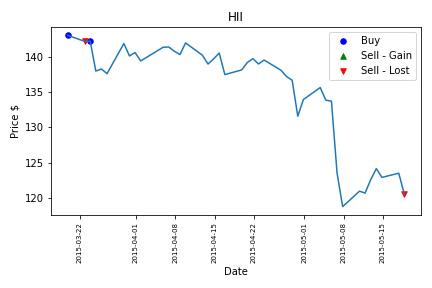 HII
Buy
Sell - Gain
Sell - Lost
Price $
140
135
130
125
120
2015-03-22
2015-04-01
2015-04-08
2015-04-15
2015-04-22
2015-05-01
2015-05-08
2015-05-15
Date